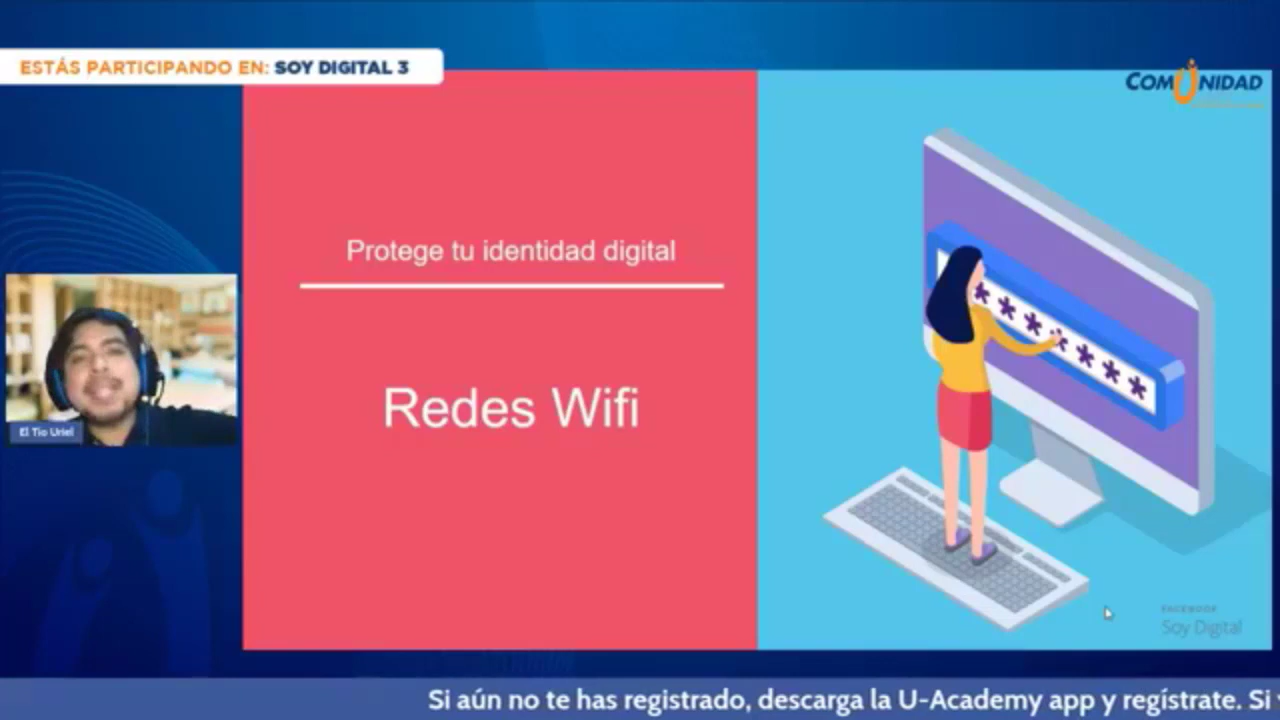 ESTÁS PARTICIPANDO EN: SOY DIGITAL 3
COMUNIDAD
Protege tu identidad digital
Redes Wifi
El Tio Uriel
* * * * * * *
FACEBOOK
Soy Digital
Si aún no te has registrado, descarga la U-Academy app y regístrate. Si